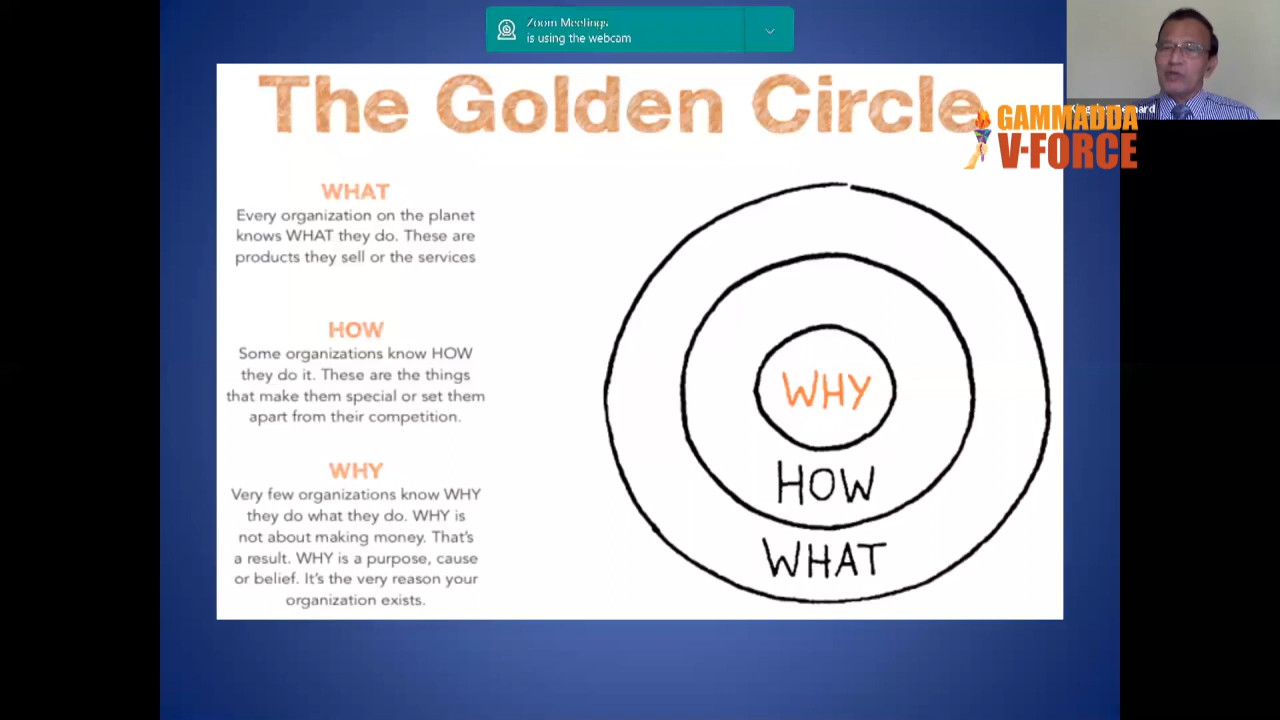 Zoom Meetings
is using the webcam
The Golden Circle
GAMMADDA
V-FORCE
WHAT
Every organization on the planet
knows WHAT they do. These are
products they sell or the services
HOW
Some organizations know HOW
they do it. These are the things
that make them special or set them
apart from their competition.
WHY
Very few organizations know WHY
they do what they do. WHY is
not about making money. That's
a result. WHY is a purpose, cause
or belief. It's the very reason your
organization exists.
WHY
HOW
WHAT